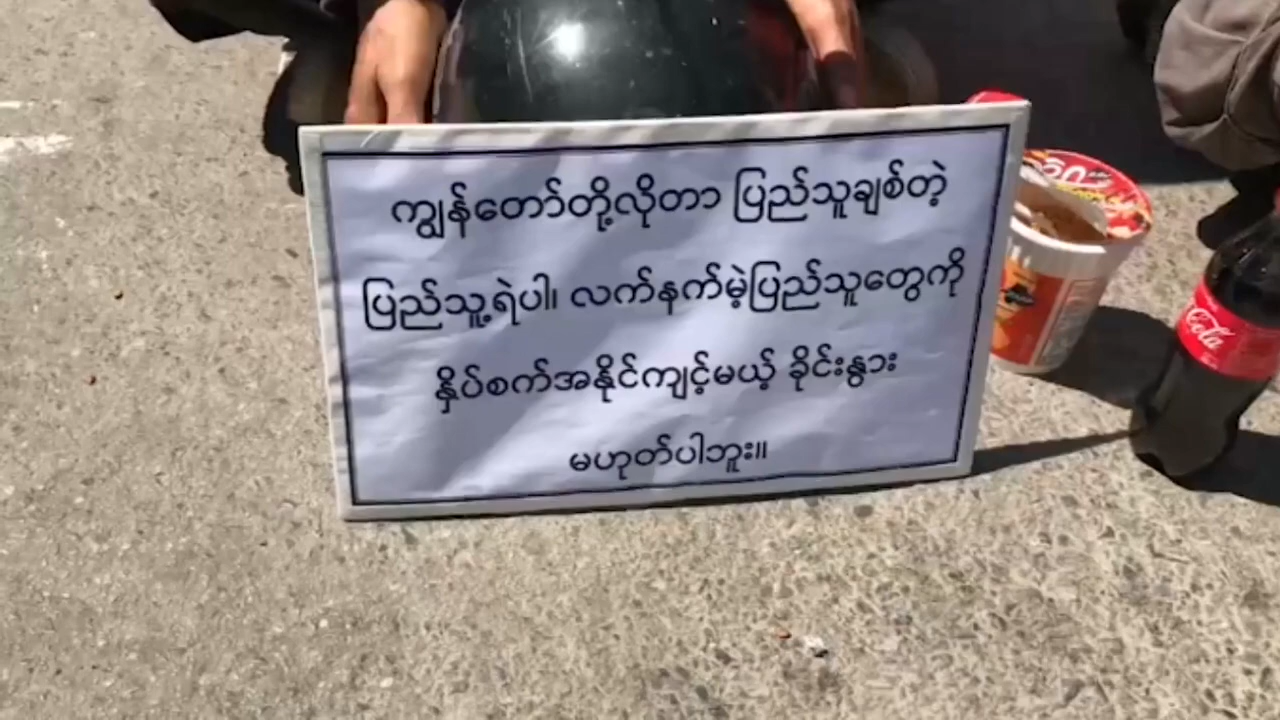 ကျွန်တော်တို့လိုတာ ပြည်သူချစ်တဲ့
ပြည်သူ့ရဲပါ၊ လက်နက်မဲ့ပြည်သူတွေကို
နှိပ်စက်အနိုင်ကျင့်မယ့် ခိုင်းနွား
မဟုတ်ပါဘူး။
Cola